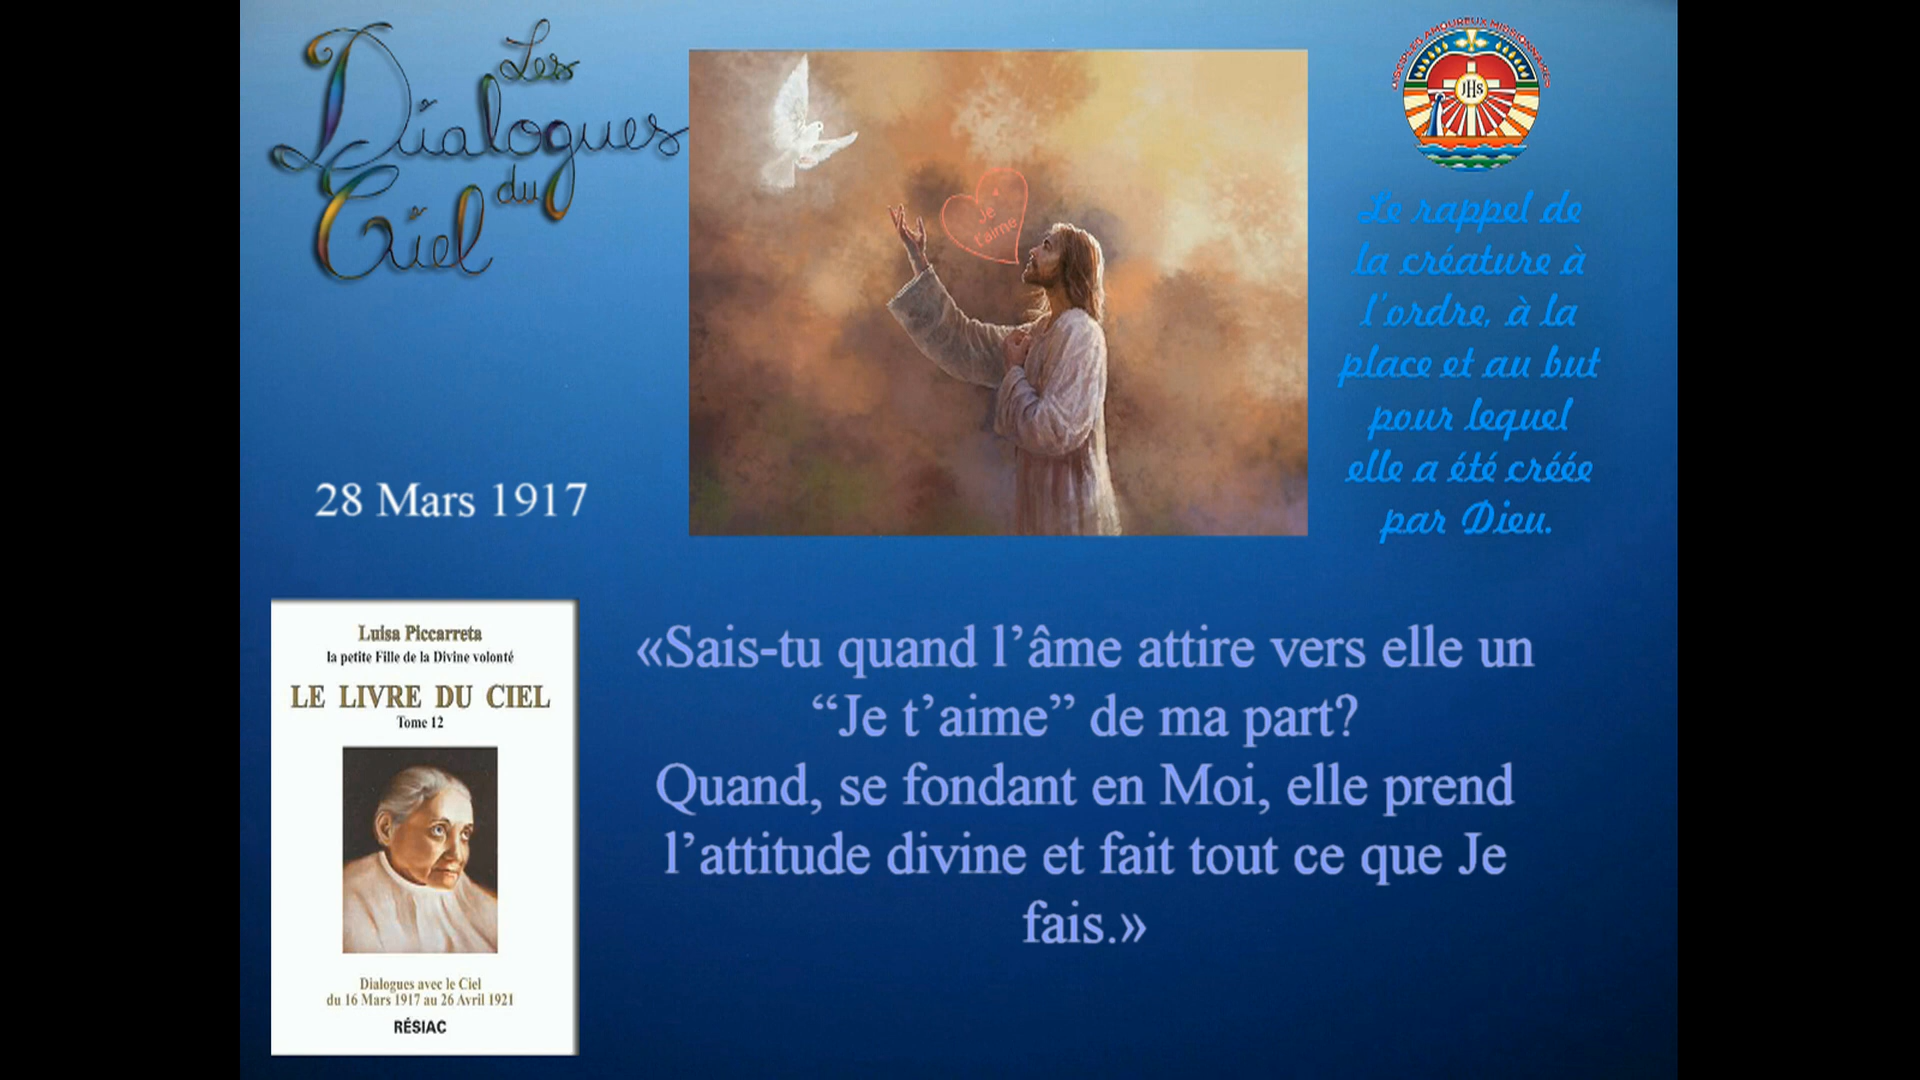 Les
Dialogues
du
Ciel
Je
t'aime
DISCIPLES AMOUREUX MISSIONNAIRES
JHS
Le rappel de
la créature à
l'ordre, à la
place et au but
pour lequel
elle a été créée
par Dieu.
28 Mars 1917
Luisa Piccarreta
la petite Fille de la Divine volonté
LE LIVRE DU CIEL
Tome 12
Dialogues avec le Ciel
du 16 Mars 1917 au 26 Avril 1921
RÉSIAC
«Sais-tu quand l’âme attire vers elle un
“Je t’aime” de ma part?
Quand, se fondant en Moi, elle prend
l’attitude divine et fait tout ce que Je
fais.»